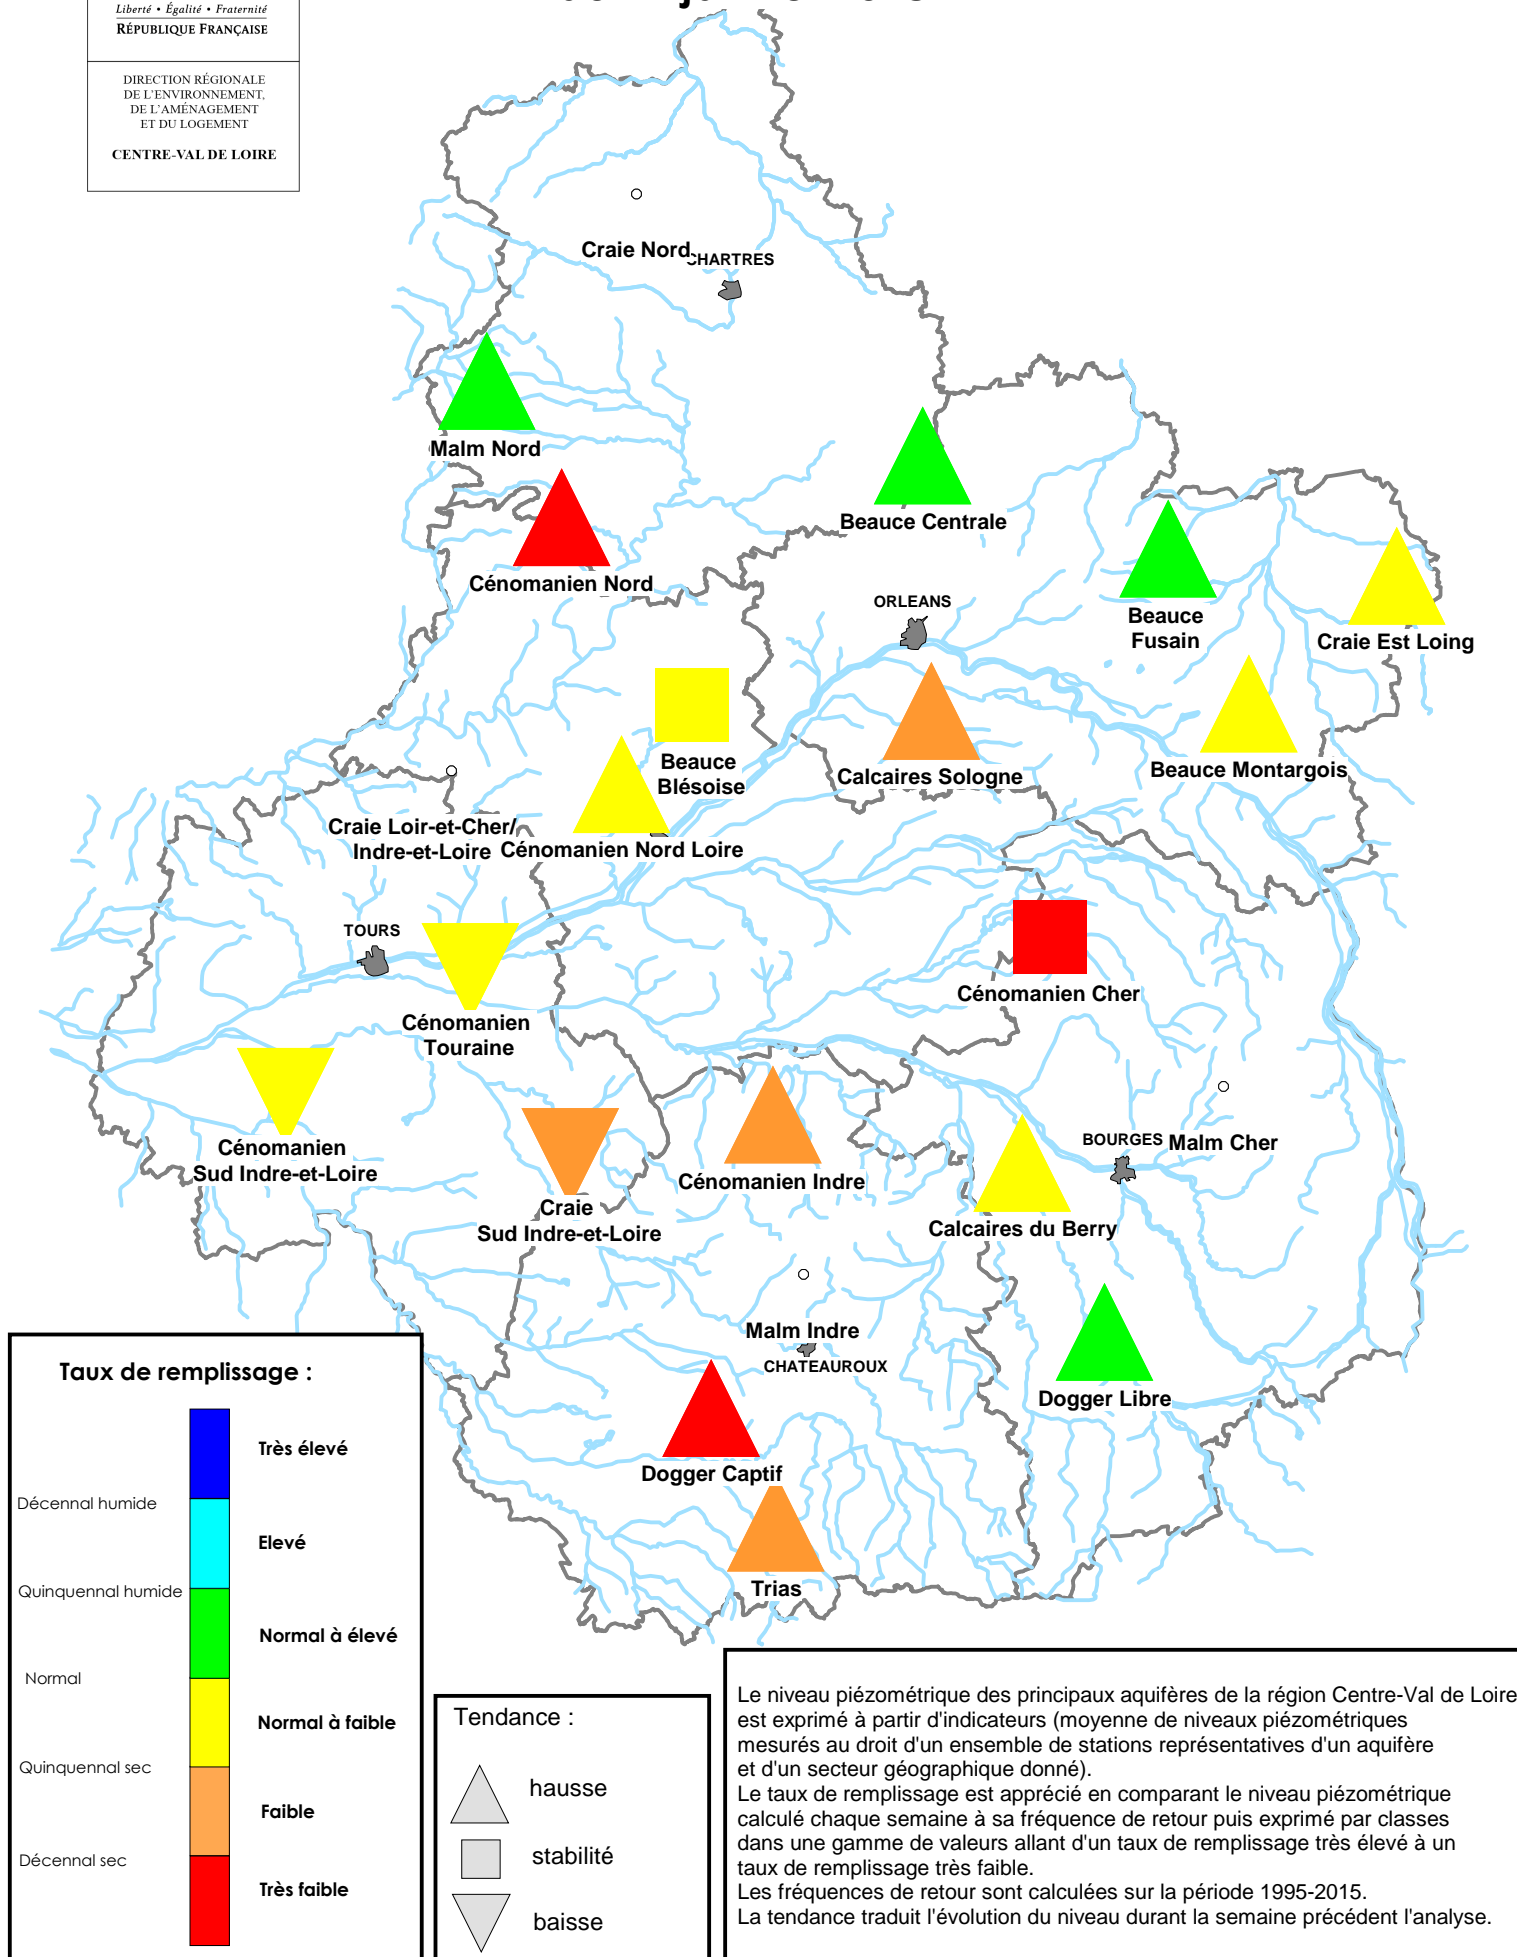 Liberté • Égalité • Fraternité
RÉPUBLIQUE FRANÇAISE
DIRECTION RÉGIONALE
DE L'ENVIRONNEMENT,
DE L'AMÉNAGEMENT
ET DU LOGEMENT
CENTRE-VAL DE LOIRE
Craie Nord
CHARTRES
Malm Nord
Beauce Centrale
Cénomanien Nord
ORLEANS
Beauce
Fusain
Craie Est Loing
Beauce
Blésoise
Calcaires Sologne
Beauce Montargois
Craie Loir-et-Cher/
Indre-et-Loire
Cénomanien Nord Loire
TOURS
Cénomanien Cher
Cénomanien
Touraine
Cénomanien
Sud Indre-et-Loire
BOURGES
Malm Cher
Cénomanien Indre
Craie
Sud Indre-et-Loire
Calcaires du Berry
Malm Indre
CHATEAUROUX
Dogger Libre
Dogger Captif
Trias
Taux de remplissage :
Très élevé
Décennal humide
Elevé
Quinquennal humide
Normal à élevé
Normal
Normal à faible
Quinquennal sec
Faible
Décennal sec
Très faible
Tendance :
hausse
stabilité
baisse
Le niveau piézométrique des principaux aquifères de la région Centre-Val de Loire
est exprimé à partir d'indicateurs (moyenne de niveaux piézométriques
mesurés au droit d'un ensemble de stations représentatives d'un aquifère
et d'un secteur géographique donné).
Le taux de remplissage est apprécié en comparant le niveau piézométrique
calculé chaque semaine à sa fréquence de retour puis exprimé par classes
dans une gamme de valeurs allant d'un taux de remplissage très élevé à un
taux de remplissage très faible.
Les fréquences de retour sont calculées sur la période 1995-2015.
La tendance traduit l'évolution du niveau durant la semaine précédent l'analyse.